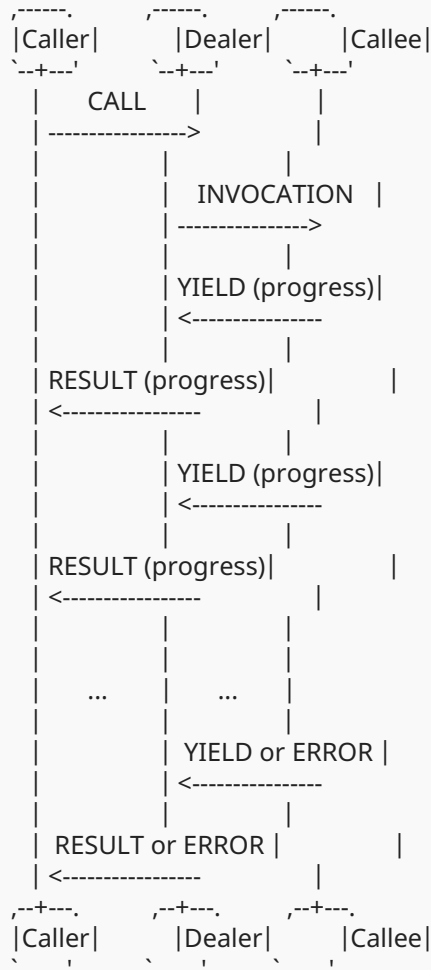 ,------.          ,------.          ,------.
|Caller|          |Dealer|          |Callee|
`--+---'          `--+---'          `--+---'
   |       CALL       |                  |
   | ----------------->                  |
   |                  |                  |
   |                  |    INVOCATION   |
   |                  | ---------------->
   |                  |                  |
   |                  | YIELD (progress)|
   |                  | <----------------
   |                  |                  |
   | RESULT (progress)|                  |
   | <-----------------                  |
   |                  |                  |
   |                  | YIELD (progress)|
   |                  | <----------------
   |                  |                  |
   | RESULT (progress)|                  |
   | <-----------------                  |
   |                  |                  |
   |                  |                  |
   |       ...        |       ...        |
   |                  |                  |
   |                  |  YIELD or ERROR |
   |                  | <----------------
   |                  |                  |
   |  RESULT or ERROR |                  |
   | <-----------------                  |
,--+---.          ,--+---.          ,--+---.
|Caller|          |Dealer|          |Callee|